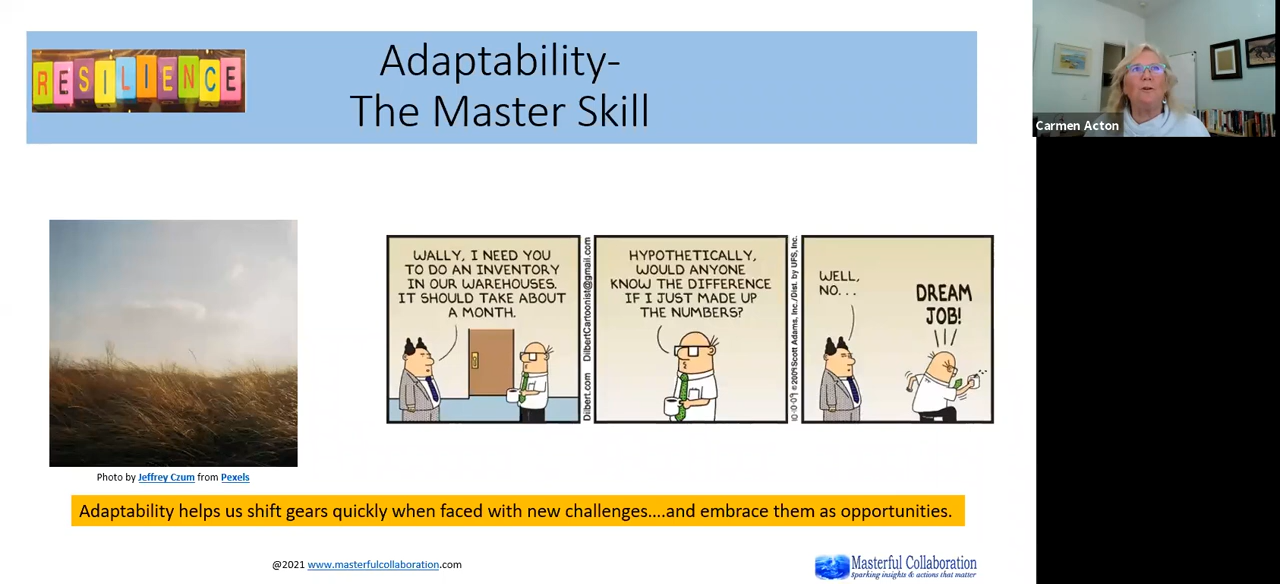 RESILIENCE
Adaptability-
The Master Skill
Carmen Acton
WALLY, I NEED YOU
TO DO AN INVENTORY
IN OUR WAREHOUSES.
IT SHOULD TAKE ABOUT
A MONTH.
Dilbert.com DilbertCartoonist@gmail.com
HYPOTHETICALLY,
WOULD ANYONE
KNOW THE DIFFERENCE
IF I JUST MADE UP
THE NUMBERS?
©2009 Scott Adams, Inc./Dist. by UFS, Inc.
WELL,
NO...
DREAM
JOB!
Photo by Jeffrey Czum from Pexels
Adaptability helps us shift gears quickly when faced with new challenges....and embrace them as opportunities.
@2021 www.masterfulcollaboration.com
Masterful Collaboration
Sparking insights & actions that matter